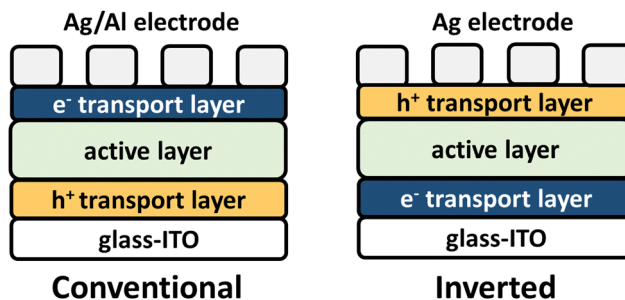 Ag/Al electrode
e⁻ transport layer
active layer
h⁺ transport layer
glass-ITO
Conventional
Ag electrode
h⁺ transport layer
active layer
e⁻ transport layer
glass-ITO
Inverted